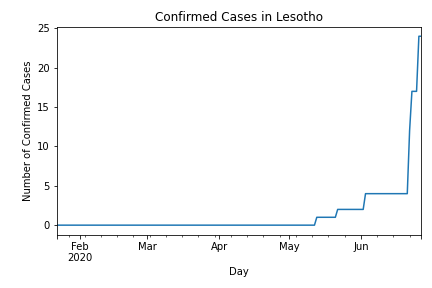 Confirmed Cases in Lesotho
25
20
15
10
5
0
Number of Confirmed Cases
Feb
2020
Mar
Apr
May
Jun
Day